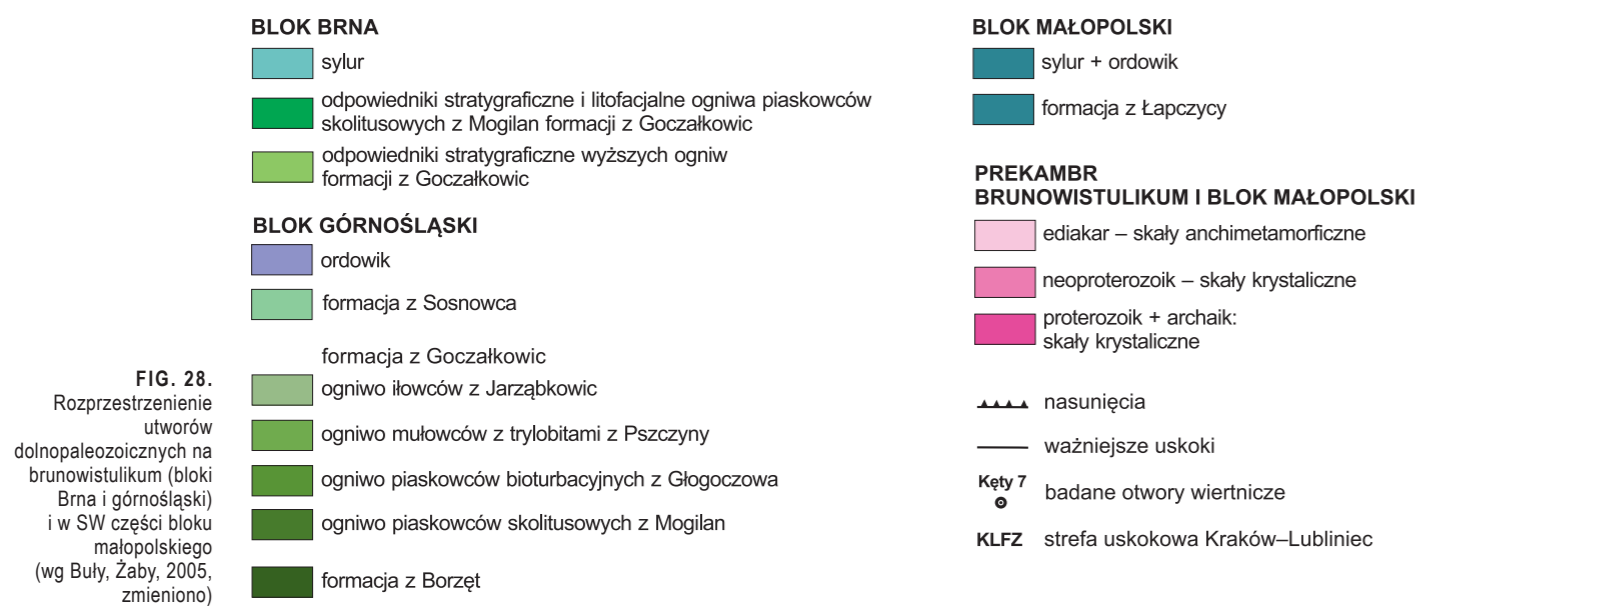 BLOK BRNA
sylur
odpowiedniki stratygraficzne i litofacjalne ogniwa piaskowców
skolitusowych z Mogilan formacji z Goczałkowic
odpowiedniki stratygraficzne wyższych ogniw
formacji z Goczałkowic
BLOK GÓRNOŚLĄSKI
ordowik
formacja z Sosnowca
formacja z Goczałkowic
ogniwo iłowców z Jarząbkowic
ogniwo mułowców z trylobitami z Pszczyny
ogniwo piaskowców bioturbacyjnych z Głogoczowa
ogniwo piaskowców skolitusowych z Mogilan
formacja z Borzęt
BLOK MAŁOPOLSKI
sylur + ordowik
formacja z Łapczycy
PREKAMBR
BRUNOWISTULIKUM I BLOK MAŁOPOLSKI
ediakar – skały anchimetamorficzne
neoproterozoik – skały krystaliczne
proterozoik + archaik:
skały krystaliczne
nasunięcia
ważniejsze uskoki
Kęty 7 badane otwory wiertnicze
KLFZ strefa uskokowa Kraków–Lubliniec
FIG. 28.
Rozprzestrzenienie
utworów
dolnopaleozoicznych na
brunowistulikum (bloki
Brna i górnośląski)
i w SW części bloku
małopolskiego
(wg Buły, Żaby, 2005,
zmieniono)